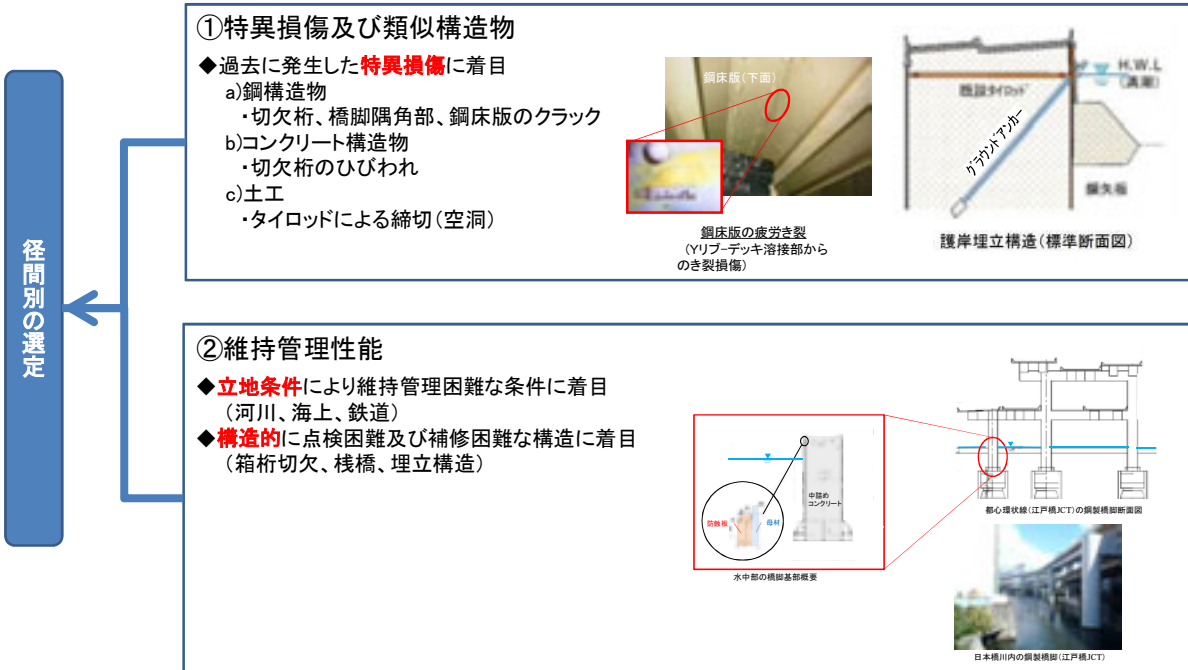 径間別の選定
①特異損傷及び類似構造物
◆過去に発生した特異損傷に着目
a)鋼構造物
・切欠桁、橋脚隅角部、鋼床版のクラック
b)コンクリート構造物
・切欠桁のひびわれ
c)土工
・タイロッドによる締切(空洞)
鋼床版(下面)
鋼床版の疲労き裂
(Yリブ-デッキ溶接部から
のき裂損傷)
H.W.L
(満潮)
既設タイロッド
グラウンドアンカー
鋼矢板
護岸埋立構造(標準断面図)
②維持管理性能
◆立地条件により維持管理困難な条件に着目
(河川、海上、鉄道)
◆構造的に点検困難及び補修困難な構造に着目
(箱桁切欠、桟橋、埋立構造)
中詰め
コンクリート
防触板
母材
水中部の橋脚基部概要
都心環状線(江戸橋JCT)の鋼製橋脚断面図
日本橋川内の鋼製橋脚(江戸橋JCT)